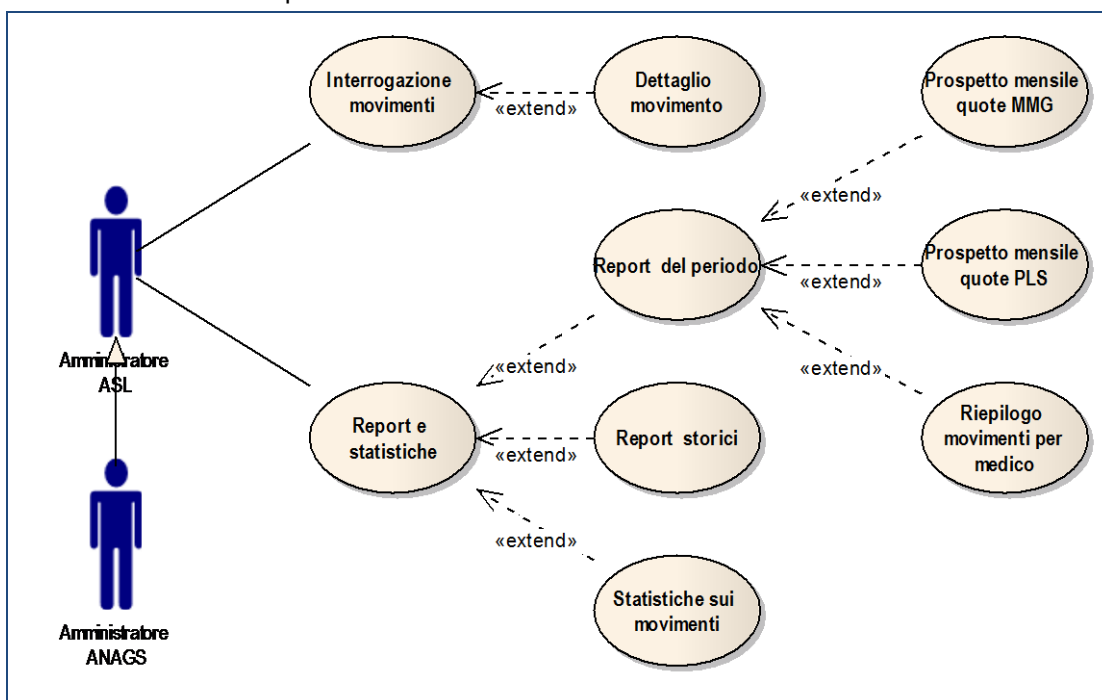 Interrogazione
movimenti
«extend»
Dettaglio
movimento
Prospetto mensile
quote MMG
«extend»
Report del periodo
«extend»
Prospetto mensile
quote PLS
Amministratore
ASL
«extend»
«extend»
Report e
statistiche
«extend»
Report storici
Riepilogo
movimenti per
medico
«extend»
Statistiche sui
movimenti
Amministratore
ANAGS